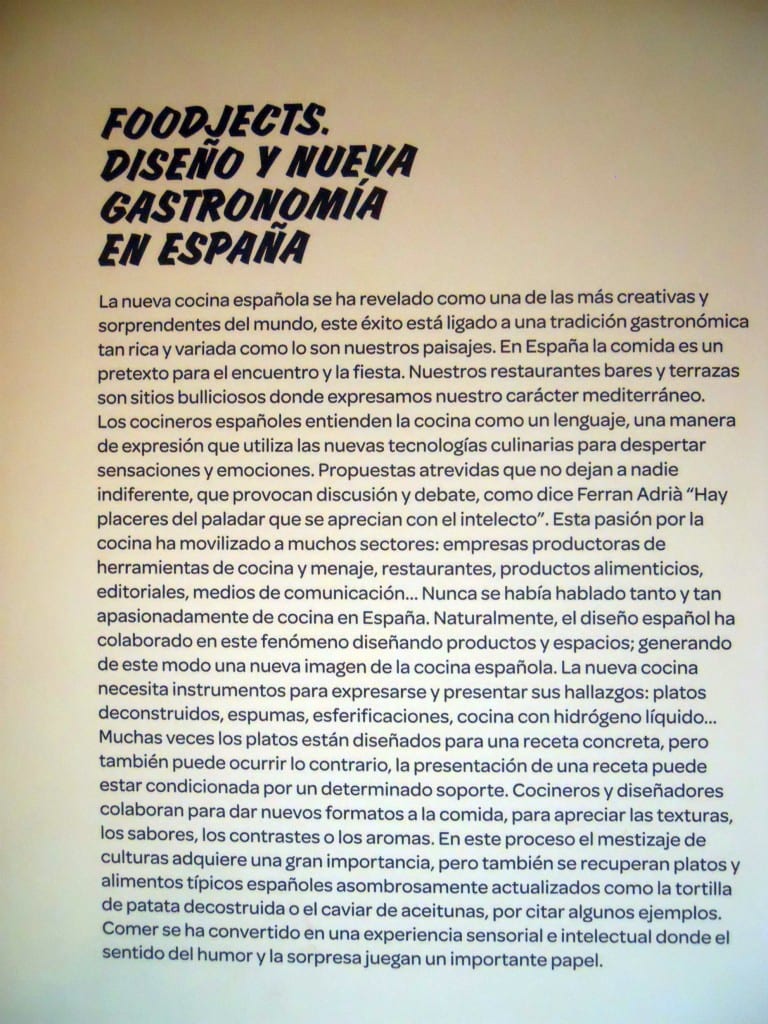 FOODJECTS.
DISEÑO Y NUEVA
GASTRONOMÍA
EN ESPAÑA
La nueva cocina española se ha revelado como una de las más creativas y
sorprendentes del mundo, este éxito está ligado a una tradición gastronómica
tan rica y variada como lo son nuestros paisajes. En España la comida es un
pretexto para el encuentro y la fiesta. Nuestros restaurantes bares y terrazas
son sitios bulliciosos donde expresamos nuestro carácter mediterráneo.
Los cocineros españoles entienden la cocina como un lenguaje, una manera
de expresión que utiliza las nuevas tecnologías culinarias para despertar
sensaciones y emociones. Propuestas atrevidas que no dejan a nadie
indiferente, que provocan discusión y debate, como dice Ferran Adrià “Hay
placeres del paladar que se aprecian con el intelecto”. Esta pasión por la
cocina ha movilizado a muchos sectores: empresas productoras de
herramientas de cocina y menaje, restaurantes, productos alimenticios,
editoriales, medios de comunicación... Nunca se había hablado tanto y tan
apasionadamente de cocina en España. Naturalmente, el diseño español ha
colaborado en este fenómeno diseñando productos y espacios; generando
de este modo una nueva imagen de la cocina española. La nueva cocina
necesita instrumentos para expresarse y presentar sus hallazgos: platos
deconstruidos, espumas, esferificaciones, cocina con hidrógeno líquido...
Muchas veces los platos están diseñados para una receta concreta, pero
también puede ocurrir lo contrario, la presentación de una receta puede
estar condicionada por un determinado soporte. Cocineros y diseñadores
colaboran para dar nuevos formatos a la comida, para apreciar las texturas,
los sabores, los contrastes o los aromas. En este proceso el mestizaje de
culturas adquiere una gran importancia, pero también se recuperan platos y
alimentos típicos españoles asombrosamente actualizados como la tortilla
de patata decostruida o el caviar de aceitunas, por citar algunos ejemplos.
Comer se ha convertido en una experiencia sensorial e intelectual donde el
sentido del humor y la sorpresa juegan un importante papel.